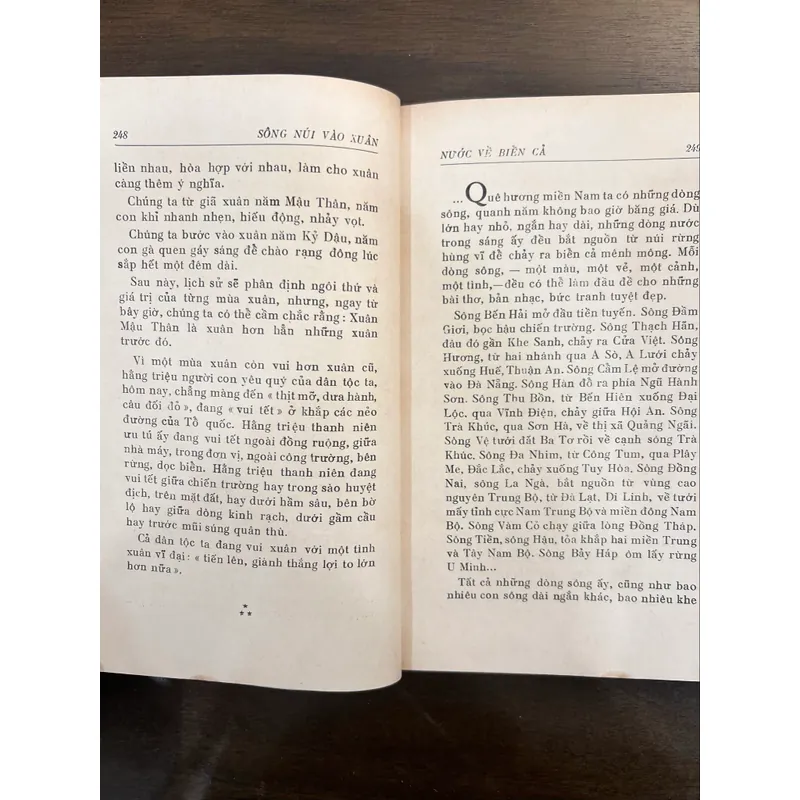 248 SÔNG NÚI VÀO XUÂN
liền nhau, hòa hợp với nhau, làm cho xuân
càng thêm ý nghĩa.
Chúng ta từ giã xuân năm Mậu Thân, năm
con khỉ nhanh nhẹn, hiếu động, nhảy vọt.
Chúng ta bước vào xuân năm Kỷ Dậu, năm
con gà quen gáy sáng để chào rạng đông lúc
sắp hết một đêm dài.
Sau này, lịch sử sẽ phân định ngôi thứ và
giá trị của từng mùa xuân, nhưng, ngay từ
bây giờ, chúng ta có thể cầm chắc rằng : Xuân
Mậu Thân là xuân hơn hẳn những xuân
trước đó.
Vì một mùa xuân còn vui hơn xuân cũ,
hằng triệu người con yêu quý của dân tộc ta,
hôm nay, chẳng màng đến « thịt mỡ, dưa hành,
câu đối đỏ », đang « vui tết » ở khắp các nẻo
đường của Tổ quốc. Hằng triệu thanh niên
ưu tú ấy đang vui tết ngoài đồng ruộng, giữa
nhà máy, trong đơn vị, ngoài công trường, bên
rừng, dọc biển. Hằng triệu thanh niên đang
vui tết giữa chiến trường hay trong sào huyệt
địch, trên mặt đất, hay dưới hầm sâu, bên bờ
lộ hay giữa dòng kinh rạch, dưới gầm cầu
hay trước mũi súng quân thù.
Cả dân tộc ta đang vui xuân với một tình
xuân vĩ đại : « tiến lên, giành thắng lợi to lớn
hơn nữa ».
*
**
NƯỚC VỀ BIỂN CẢ 249
... Quê hương miền Nam ta có những dòng
sông, quanh năm không bao giờ băng giá. Dù
lớn hay nhỏ, ngắn hay dài, những dòng nước
trong sáng ấy đều bắt nguồn từ núi rừng
hùng vĩ để chảy ra biển cả mênh mông. Mỗi
dòng sông, — một màu, một vẻ, một cảnh,
một tình,— đều có thể làm đầu đề cho những
bài thơ, bản nhạc, bức tranh tuyệt đẹp.
Sông Bến Hải mở đầu tiền tuyến. Sông Đầm
Giơi, bọc hậu chiến trường. Sông Thạch Hãn,
đàu đó gần Khe Sanh, chảy ra Cửa Việt. Sông
Hương, từ hai nhánh qua A Sò, A Lưới chảy
xuống Huế, Thuận An. Sông Cầm Lệ mở đường
vào Đà Nẵng. Sông Hàn đổ ra phía Ngũ Hành
Sơn. Sông Thu Bồn, từ Bến Hiên xuống Đại
Lộc. qua Vĩnh Điện, chảy giữa Hội An. Sông
Trà Khúc, qua Sơn Hà, về thị xã Quảng Ngãi.
Sông Vệ tưới đất Ba Tơ rồi về cạnh sông Trà
Khúc. Sông Đa Nhim, từ Công Tum, qua Plây
Me, Đắc Lắc, chảy xuống Tuy Hòa, Sông Đồng
Nai, sông La Ngà, bắt nguồn từ vùng cao
nguyên Trung Bộ, từ Đà Lạt, Di Linh, về tưới
mấy tỉnh cực Nam Trung Bộ và miền đông Nam
Bộ. Sông Vàm Cỏ chạy giữa lòng Đồng Tháp.
Sông Tiền, sông Hậu, tỏa khắp hai miền Trung
và Tây Nam Bộ. Sông Bảy Háp ôm lấy rừng
U Minh...
Tất cả những dòng sông ấy, cũng như bao
nhiêu con sông dài ngắn khác, bao nhiêu khe